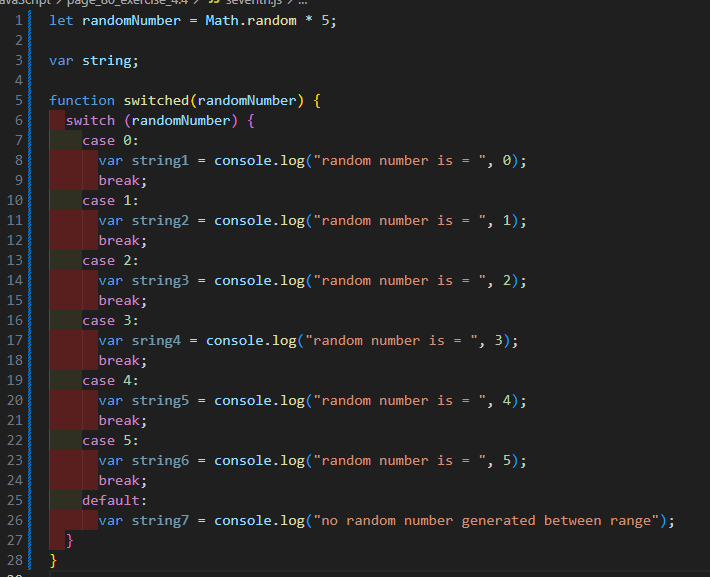 JavaScript > page_80_exercise_4.4 > JS seventh.js > ...
1 let randomNumber = Math.random * 5;
2
3 var string;
4
5 function switched(randomNumber) {
6 switch (randomNumber) {
7 case 0:
8 var string1 = console.log("random number is = ", 0);
9 break;
10 case 1:
11 var string2 = console.log("random number is = ", 1);
12 break;
13 case 2:
14 var string3 = console.log("random number is = ", 2);
15 break;
16 case 3:
17 var sring4 = console.log("random number is = ", 3);
18 break;
19 case 4:
20 var string5 = console.log("random number is = ", 4);
21 break;
22 case 5:
23 var string6 = console.log("random number is = ", 5);
24 break;
25 default:
26 var string7 = console.log("no random number generated between range");
27 }
28 }